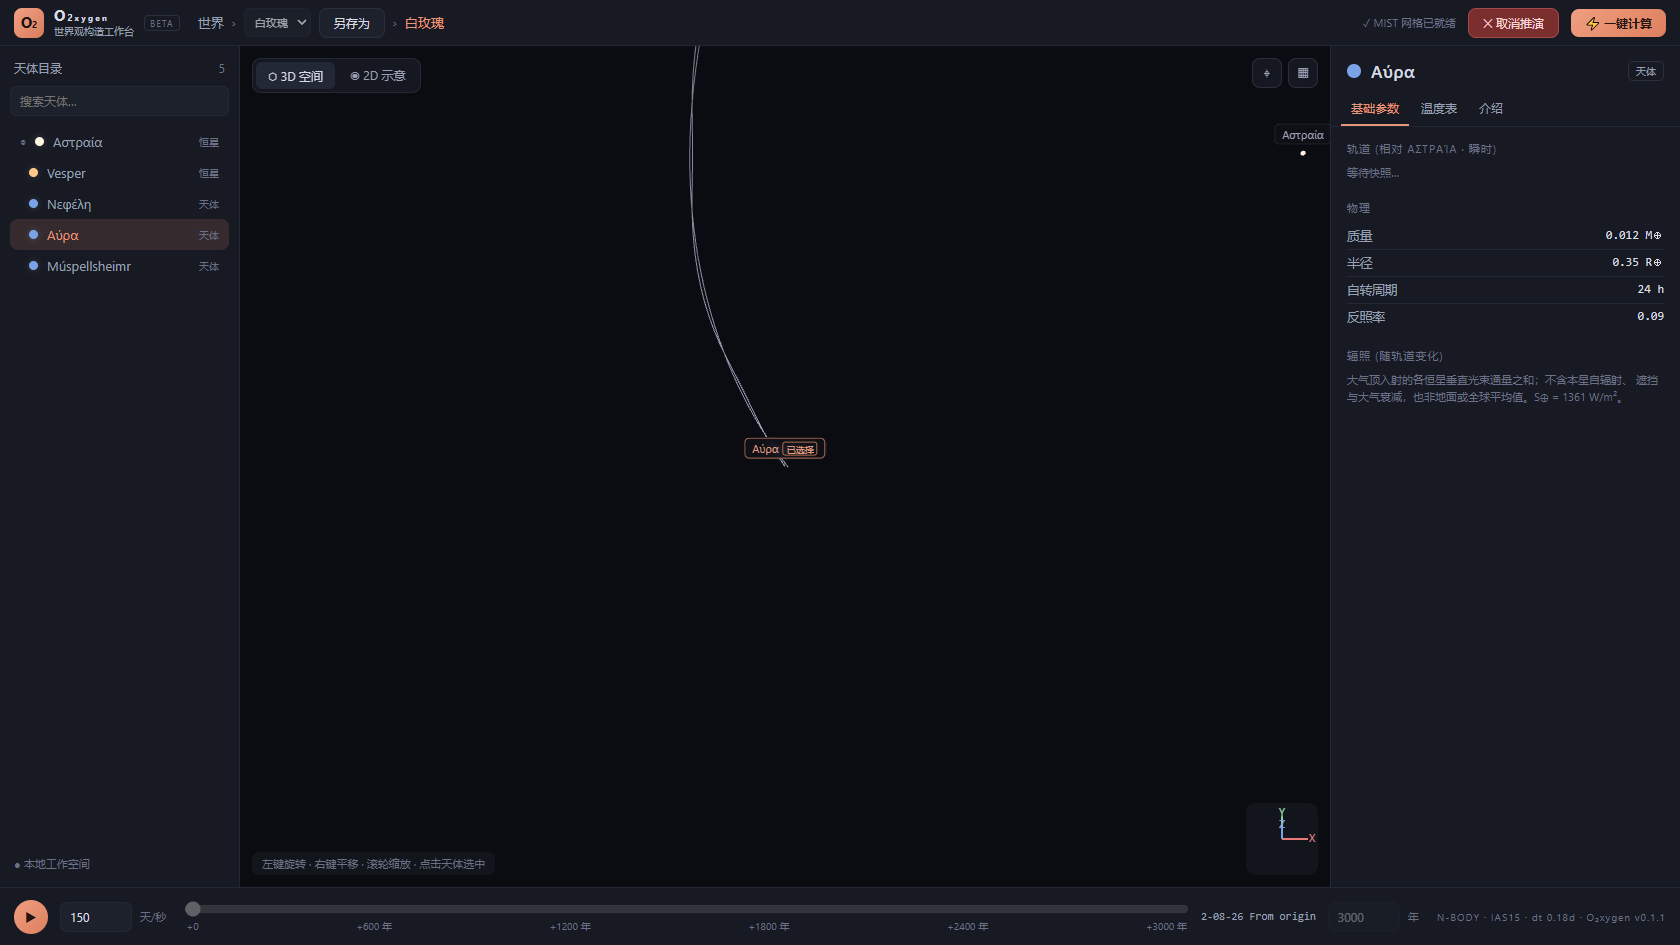 O₂ O₂xygen BETA 世界 › 白玫瑰 另存为 › 白玫瑰 ✓ MIST 网格已就绪 ✕ 取消推演 ⚡ 一键计算
世界观构造工作台
天体目录 5
搜索天体...
Αστραία 恒星
Vesper 恒星
Νεφέλη 天体
Αύρα 天体
Múspellsheimr 天体
本地工作空间
3D 空间 2D 示意
Αστραία
Αύρα 已选择
Y
Z
X
左键旋转 · 右键平移 · 滚轮缩放 · 点击天体选中
Αύρα 天体
基础参数 温度表 介绍
轨道 (相对 ΑΣΤΡΑΊΑ · 瞬时)
等待快照...
物理
质量 0.012 M⊕
半径 0.35 R⊕
自转周期 24 h
反照率 0.09
辐照 (随轨道变化)
大气顶入射的各恒星垂直光束通量之和；不含本星自辐射、 遮挡
与大气衰减，也非地面或全球平均值。S⊕ = 1361 W/m²。
150 天/秒
+0 +600 年 +1200 年 +1800 年 +2400 年 +3000 年
2-08-26 From origin 3000 年 N-BODY · IAS15 · dt 0.18d · O₂xygen v0.1.1